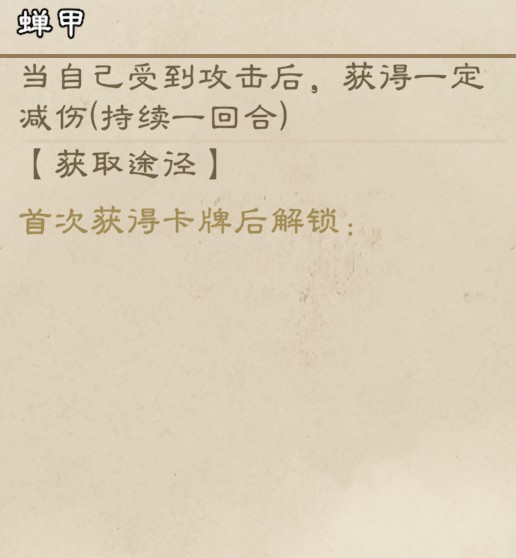 蝉甲
当自己受到攻击后，获得一定
减伤(持续一回合)
【获取途径】
首次获得卡牌后解锁：